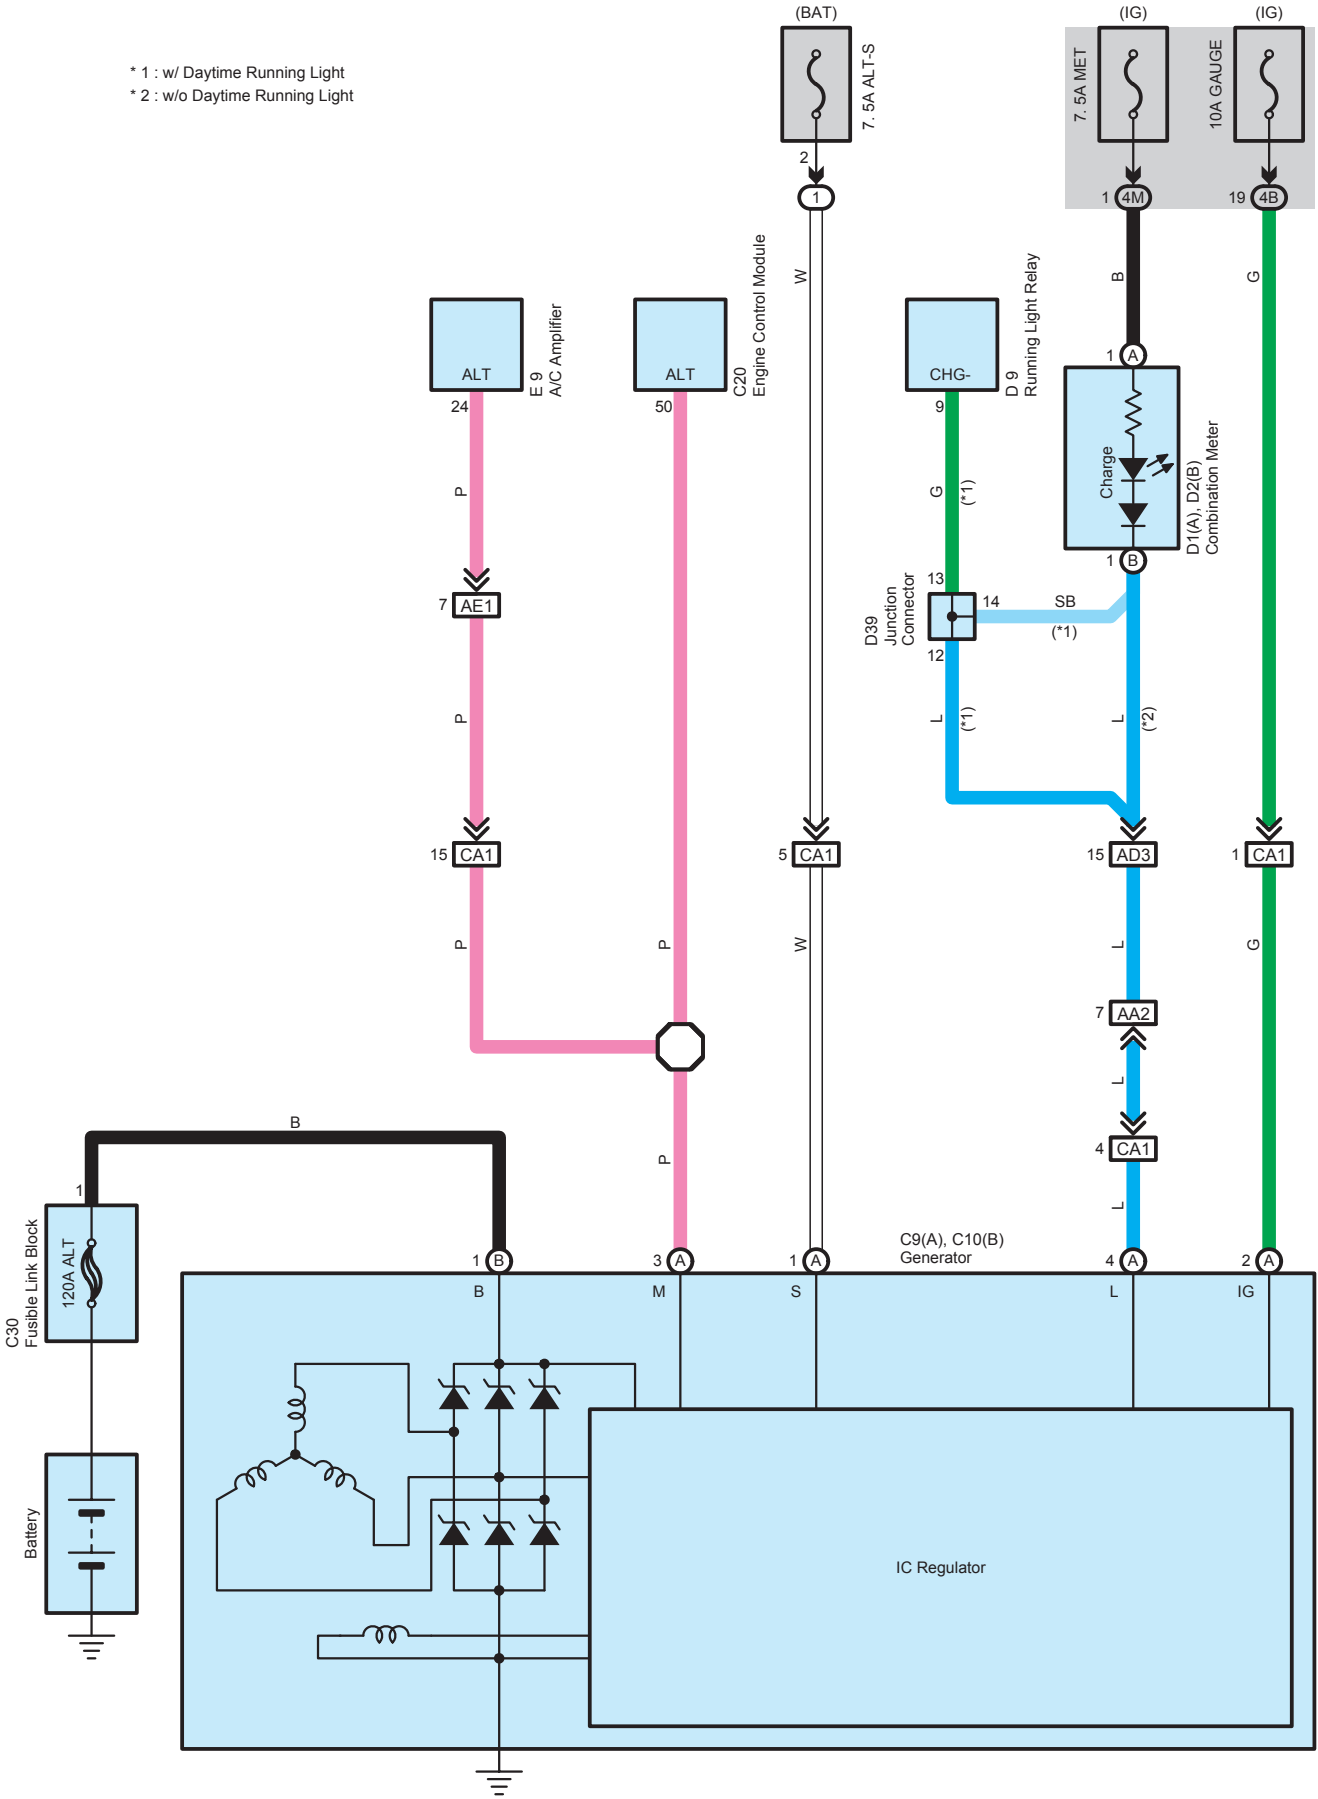 (BAT)
(IG)
(IG)
* 1 : w/ Daytime Running Light
* 2 : w/o Daytime Running Light
7. 5A ALT-S
7. 5A MET
10A GAUGE
2
1
1
4M
19
4B
W
B
G
ALT
E 9
A/C Amplifier
ALT
C20
Engine Control Module
CHG-
D 9
Running Light Relay
1
A
24
50
9
Charge
D1(A), D2(B)
Combination Meter
P
G
(*1)
1
B
7
AE1
13
14
12
D39
Junction
Connector
SB
(*1)
P
L
(*1)
L
(*2)
15
CA1
5
CA1
15
AD3
1
CA1
P
P
W
L
G
7
AA2
L
B
P
4
CA1
L
1
C30
Fusible Link Block
120A ALT
C9(A), C10(B)
Generator
1
B
3
A
1
A
4
A
2
A
B
M
S
L
IG
Battery
IC Regulator